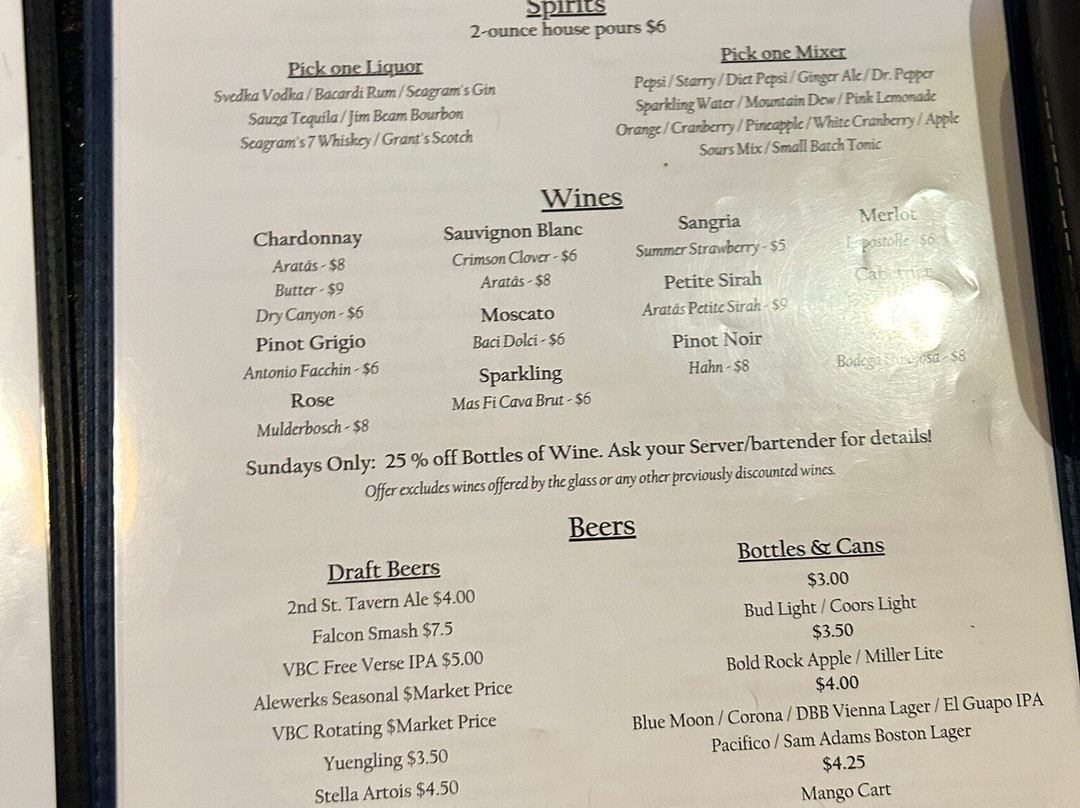 Spirits
2-ounce house pours $6
Pick one Liquor
Svedka Vodka / Bacardi Rum / Seagram's Gin
Sauza Tequila / Jim Beam Bourbon
Seagram's 7 Whiskey / Grant's Scotch
Pick one Mixer
Pepsi / Starry / Diet Pepsi / Ginger Ale / Dr. Pepper
Sparkling Water / Mountain Dew / Pink Lemonade
Orange / Cranberry / Pineapple / White Cranberry / Apple
Sours Mix / Small Batch Tonic
Wines
Chardonnay
Aratás - $8
Butter - $9
Dry Canyon - $6
Pinot Grigio
Antonio Facchin - $6
Rose
Mulderbosch - $8
Sauvignon Blanc
Crimson Clover - $6
Aratás - $8
Moscato
Baci Dolci - $6
Sparkling
Mas Fi Cava Brut - $6
Sangria
Summer Strawberry - $5
Petite Sirah
Aratás Petite Sirah - $9
Pinot Noir
Hahn - $8
Merlot
- $6
Bodega - $8
Sundays Only: 25 % off Bottles of Wine. Ask your Server/bartender for details!
Offer excludes wines offered by the glass or any other previously discounted wines.
Beers
Draft Beers
2nd St. Tavern Ale $4.00
Falcon Smash $7.5
VBC Free Verse IPA $5.00
Alewerks Seasonal $Market Price
VBC Rotating $Market Price
Yuengling $3.50
Stella Artois $4.50
Bottles & Cans
$3.00
Bud Light / Coors Light
$3.50
Bold Rock Apple / Miller Lite
$4.00
Blue Moon / Corona / DBB Vienna Lager / El Guapo IPA
Pacifico / Sam Adams Boston Lager
$4.25
Mango Cart